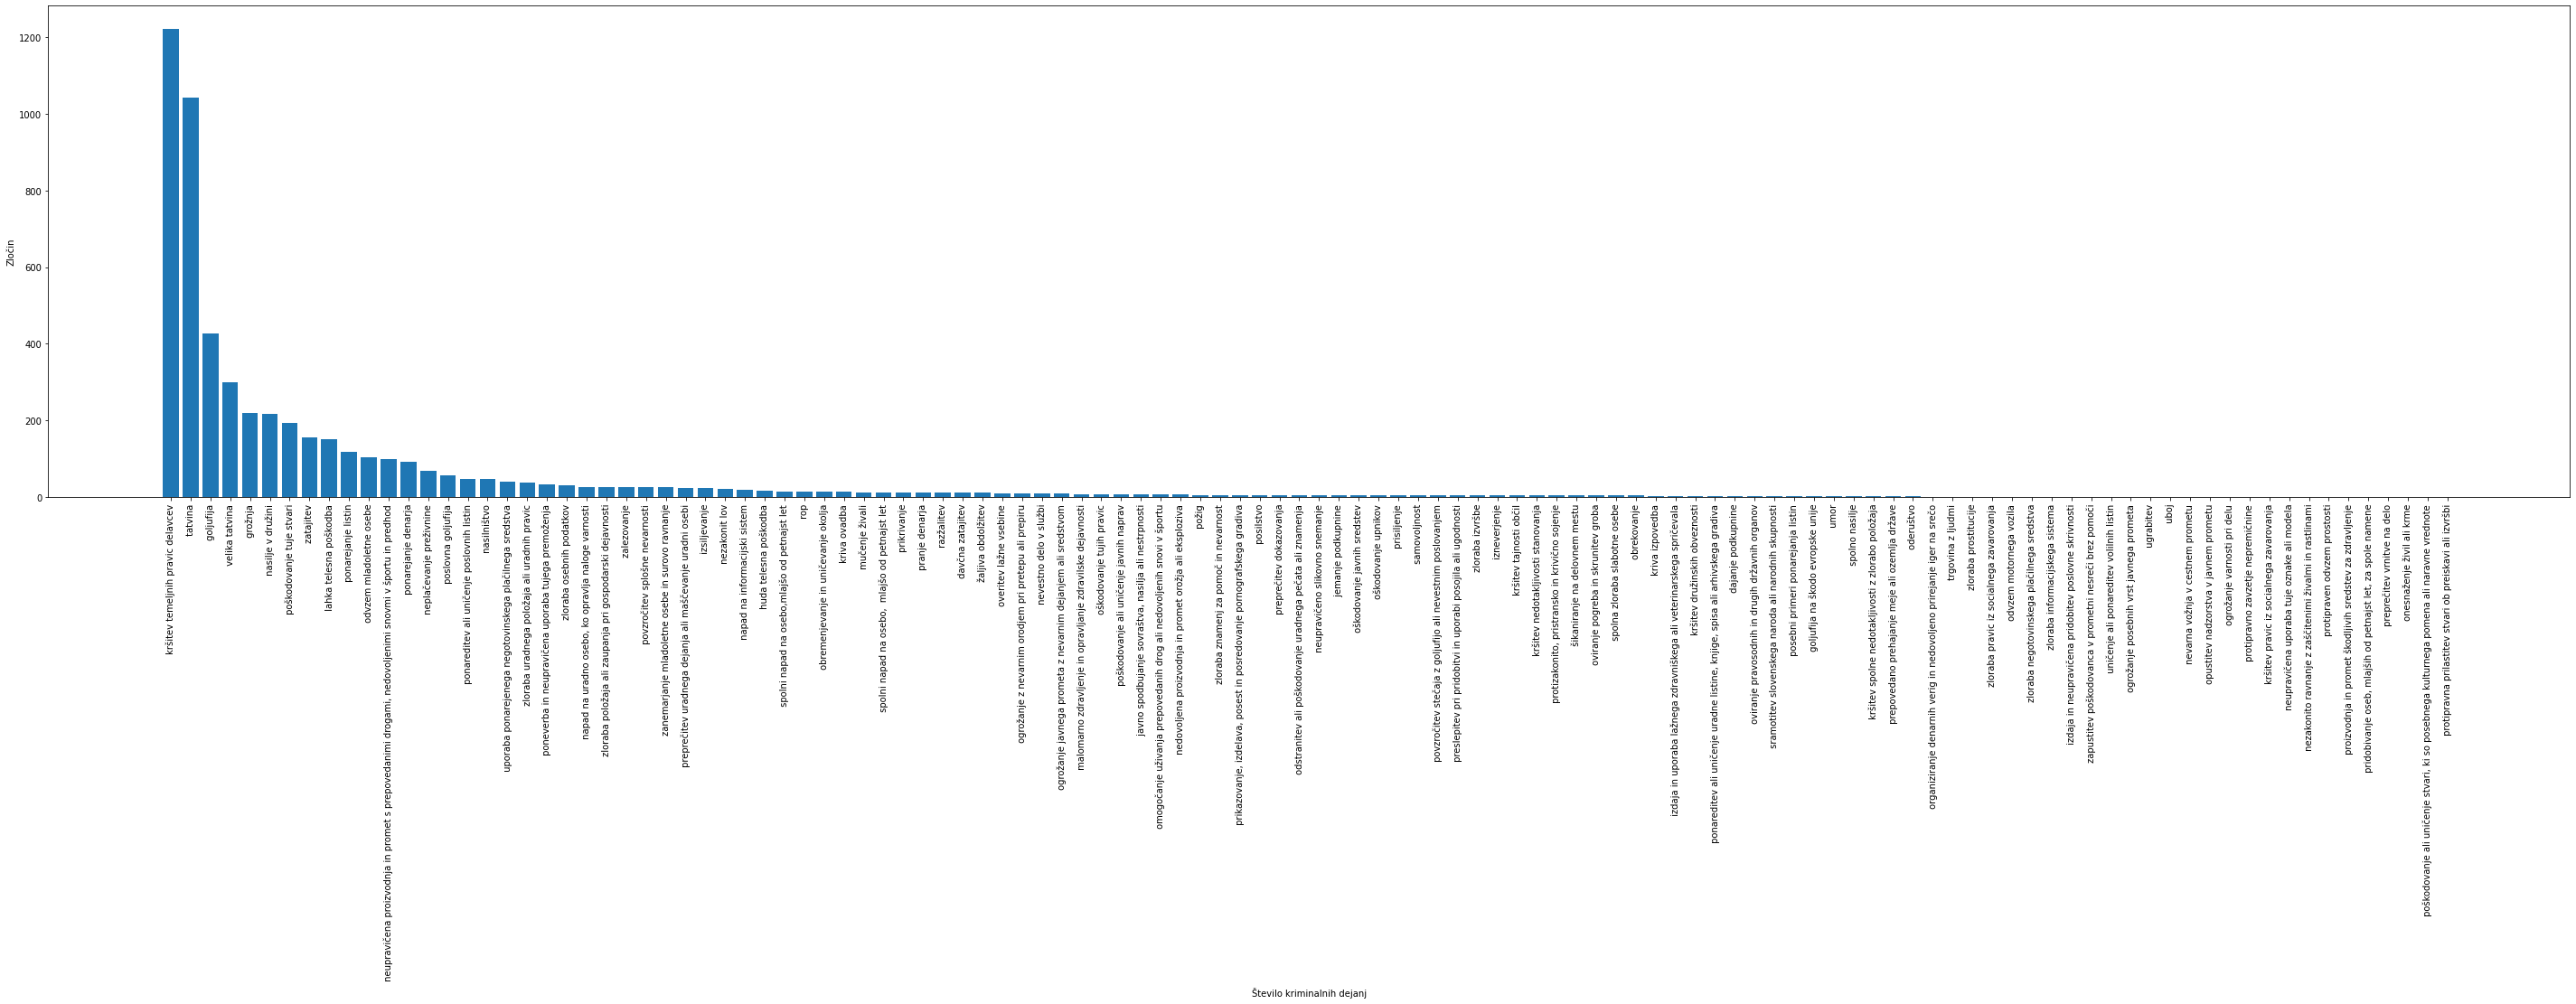 1200
1000
800
600
400
200
0
Zločin
kršitev temeljnih pravic delavcev
tatvina
goljufija
velika tatvina
grožnja
nasilje v družini
poškodovanje tuje stvari
zatajitev
lahka telesna poškodba
ponarejanje listin
odvzem mladoletne osebe
neupravičena proizvodnja in promet s prepovedanimi drogami, nedovoljenimi snovmi v športu in predhod
ponarejanje denarja
neplačevanje preživnine
poslovna goljufija
ponareditev ali uničenje poslovnih listin
nasilništvo
uporaba ponarejenega negotovinskega plačilnega sredstva
zloraba uradnega položaja ali uradnih pravic
poneverba in neupravičena uporaba tujega premoženja
zloraba osebnih podatkov
napad na uradno osebo, ko opravlja naloge varnosti
zloraba položaja ali zaupanja pri gospodarski dejavnosti
zalezovanje
povzročitev splošne nevarnosti
zanemarjanje mladoletne osebe in surovo ravnanje
preprečitev uradnega dejanja ali maščevanje uradni osebi
izsiljevanje
nezakonit lov
napad na informacijski sistem
huda telesna poškodba
spolni napad na osebo,mlajšo od petnajst let
rop
obremenjevanje in uničevanje okolja
kriva ovadba
mučenje živali
spolni napad na osebo,  mlajšo od petnajst let
prikrivanje
pranje denarja
razžalitev
davčna zatajitev
žaljiva obdolžitev
overitev lažne vsebine
ogrožanje z nevarnim orodjem pri pretepu ali prepiru
nevestno delo v službi
ogrožanje javnega prometa z nevarnim dejanjem ali sredstvom
malomarno zdravljenje in opravljanje zdravilske dejavnosti
oškodovanje tujih pravic
poškodovanje ali uničenje javnih naprav
javno spodbujanje sovraštva, nasilja ali nestrpnosti
omogočanje uživanja prepovedanih drog ali nedovoljenih snovi v športu
nedovoljena proizvodnja in promet orožja ali eksploziva
požig
zloraba znamenj za pomoč in nevarnost
prikazovanje, izdelava, posest in posredovanje pornografskega gradiva
posilstvo
preprečitev dokazovanja
odstranitev ali poškodovanje uradnega pečata ali znamenja
neupravičeno slikovno snemanje
jemanje podkupnine
oškodovanje javnih sredstev
oškodovanje upnikov
prisiljenje
samovoljnost
povzročitev stečaja z goljufijo ali nevestnim poslovanjem
preslepitev pri pridobitvi in uporabi posojila ali ugodnosti
zloraba izvršbe
izneverjenje
kršitev tajnosti občil
kršitev nedotakljivosti stanovanja
protizakonito, pristransko in krivično sojenje
šikaniranje na delovnem mestu
oviranje pogreba in skrunitev groba
spolna zloraba slabotne osebe
obrekovanje
kriva izpovedba
izdaja in uporaba lažnega zdravniškega ali veterinarskega spričevala
kršitev družinskih obveznosti
ponareditev ali uničenje uradne listine, knjige, spisa ali arhivskega gradiva
dajanje podkupnine
oviranje pravosodnih in drugih državnih organov
sramotitev slovenskega naroda ali narodnih skupnosti
posebni primeri ponarejanja listin
goljufija na škodo evropske unije
umor
spolno nasilje
kršitev spolne nedotakljivosti z zlorabo položaja
prepovedano prehajanje meje ali ozemlja države
oderuštvo
organiziranje denarnih verig in nedovoljeno prirejanje iger na srečo
trgovina z ljudmi
zloraba prostitucije
zloraba pravic iz socialnega zavarovanja
odvzem motornega vozila
zloraba negotovinskega plačilnega sredstva
zloraba informacijskega sistema
izdaja in neupravičena pridobitev poslovne skrivnosti
zapustitev poškodovanca v prometni nesreči brez pomoči
uničenje ali ponareditev volilnih listin
ogrožanje posebnih vrst javnega prometa
ugrabitev
uboj
nevarna vožnja v cestnem prometu
opustitev nadzorstva v javnem prometu
ogrožanje varnosti pri delu
protipravno zavzetje nepremičnine
kršitev pravic iz socialnega zavarovanja
neupravičena uporaba tuje oznake ali modela
nezakonito ravnanje z zaščitenimi živalmi in rastlinami
protipraven odvzem prostosti
proizvodnja in promet škodljivih sredstev za zdravljenje
pridobivanje oseb, mlajših od petnajst let, za spole namene
preprečitev vrnitve na delo
onesnaženje živil ali krme
poškodovanje ali uničenje stvari, ki so posebnega kulturnega pomena ali naravne vrednote
protipravna prilastitev stvari ob preiskavi ali izvršbi
Število kriminalnih dejanj